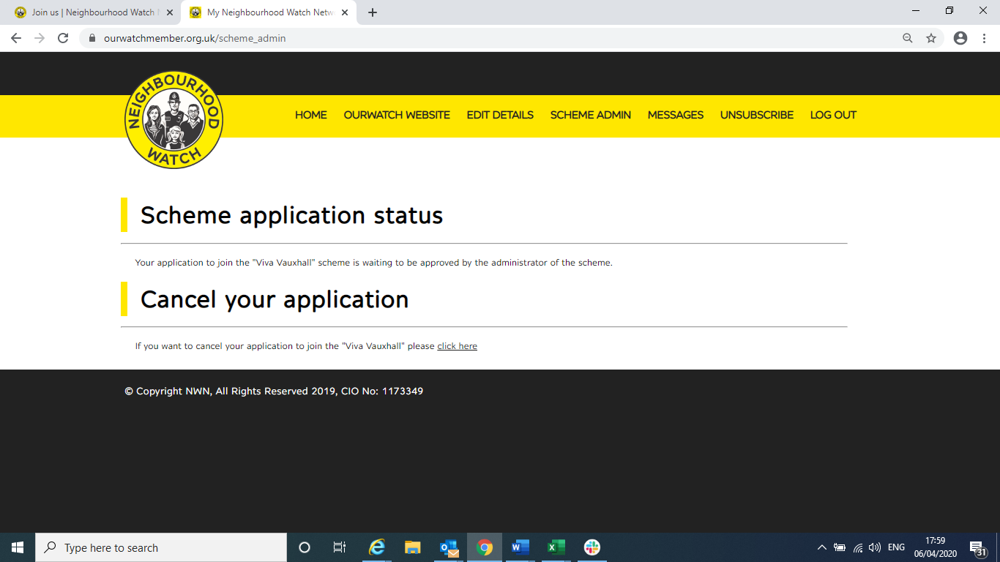 Join us | Neighbourhood Watch
My Neighbourhood Watch Netw
ourwatchmember.org.uk/scheme_admin
NEIGHBOURHOOD
WATCH
HOME OURWATCH WEBSITE EDIT DETAILS SCHEME ADMIN MESSAGES UNSUBSCRIBE LOG OUT
Scheme application status
Your application to join the "Viva Vauxhall" scheme is waiting to be approved by the administrator of the scheme.
Cancel your application
If you want to cancel your application to join the "Viva Vauxhall" please click here
© Copyright NWN, All Rights Reserved 2019, CIO No: 1173349
Type here to search
ENG
17:59
06/04/2020
31